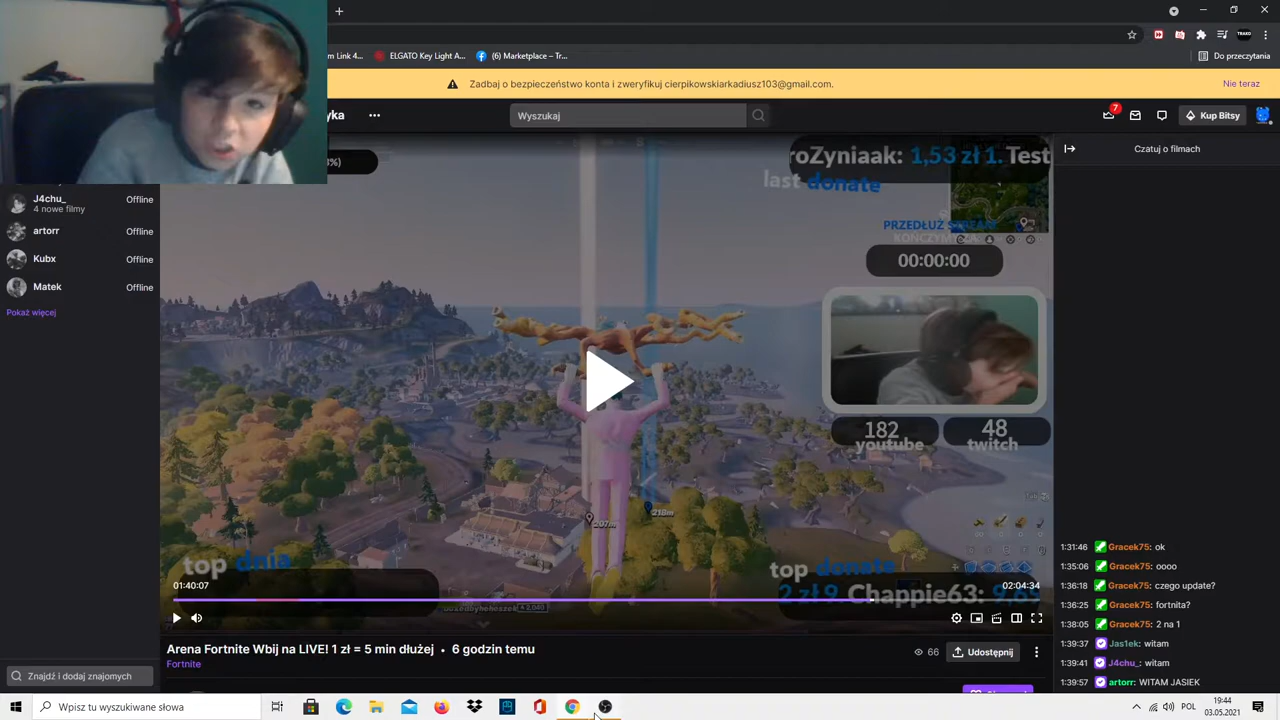 m Link 4...
ELGATO Key Light A...
(6) Marketplace – Tr...
TRAKO
Do przeczytania
Zadbaj o bezpieczeństwo konta i zweryfikuj cierpikowskiarkadiusz103@gmail.com.
Nie teraz
yka
•••
Wyszukaj
7
Kup Bitsy
Czatuj o filmach
%)
roZyniaak: 1,53 zł 1. Test
last donate
PRZEDŁUŻ STREAM
00:00:00
182
youtube
48
twitch
J4chu_
4 nowe filmy
Offline
artorr
Offline
Kubx
Offline
Matek
Offline
Pokaż więcej
207m
218m
top dnia
top donate
2 zł 9. Chappie63: 9,69
01:40:07
02:04:34
1:31:46 Gracek75: ok
1:35:06 Gracek75: oooo
1:36:18 Gracek75: czego update?
1:36:25 Gracek75: fortnita?
1:38:05 Gracek75: 2 na 1
1:39:37 Jas1ek: witam
1:39:41 J4chu_: witam
1:39:57 artorr: WITAM JASIEK
Arena Fortnite Wbij na LIVE! 1 zł = 5 min dłużej • 6 godzin temu
Fortnite
66
Udostępnij
Znajdź i dodaj znajomych
Wpisz tu wyszukiwane słowa
POL
19:44
03.05.2021